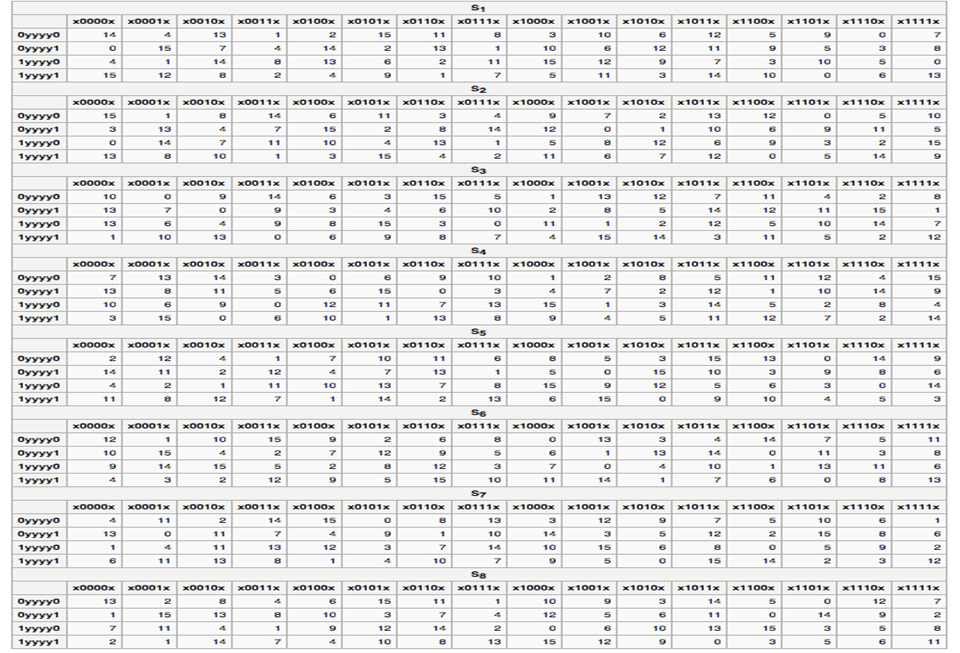 S1
x0000x x0001x x0010x x0011x x0100x x0101x x0110x x0111x x1000x x1001x x1010x x1011x x1100x x1101x x1110x x1111x
0yyyy0 14 4 13 1 2 15 11 8 3 10 6 12 5 9 0 7
0yyyy1 0 15 7 4 14 2 13 1 10 6 12 11 9 5 3 8
1yyyy0 4 1 14 8 13 6 2 11 15 12 9 7 3 10 5 0
1yyyy1 15 12 8 2 4 9 1 7 5 11 3 14 10 0 6 13
S2
x0000x x0001x x0010x x0011x x0100x x0101x x0110x x0111x x1000x x1001x x1010x x1011x x1100x x1101x x1110x x1111x
0yyyy0 15 1 8 14 6 11 3 4 9 7 2 13 12 0 5 10
0yyyy1 3 13 4 7 15 2 8 14 12 0 1 10 6 9 11 5
1yyyy0 0 14 7 11 10 4 13 1 5 8 12 6 9 3 2 15
1yyyy1 13 8 10 1 3 15 4 2 11 6 7 12 0 5 14 9
S3
x0000x x0001x x0010x x0011x x0100x x0101x x0110x x0111x x1000x x1001x x1010x x1011x x1100x x1101x x1110x x1111x
0yyyy0 10 0 9 14 6 3 15 5 1 13 12 7 11 4 2 8
0yyyy1 13 7 0 9 3 4 6 10 2 8 5 14 12 11 15 1
1yyyy0 13 6 4 9 8 15 3 0 11 1 2 12 5 10 14 7
1yyyy1 1 10 13 0 6 9 8 7 4 15 14 3 11 5 2 12
S4
x0000x x0001x x0010x x0011x x0100x x0101x x0110x x0111x x1000x x1001x x1010x x1011x x1100x x1101x x1110x x1111x
0yyyy0 7 13 14 3 0 6 9 10 1 2 8 5 11 12 4 15
0yyyy1 13 8 11 5 6 15 0 3 4 7 2 12 1 10 14 9
1yyyy0 10 6 9 0 12 11 7 13 15 1 3 14 5 2 8 4
1yyyy1 3 15 0 6 10 1 13 8 9 4 5 11 12 7 2 14
S5
x0000x x0001x x0010x x0011x x0100x x0101x x0110x x0111x x1000x x1001x x1010x x1011x x1100x x1101x x1110x x1111x
0yyyy0 2 12 4 1 7 10 11 6 8 5 3 15 13 0 14 9
0yyyy1 14 11 2 12 4 7 13 1 5 0 15 10 3 9 8 6
1yyyy0 4 2 1 11 10 13 7 8 15 9 12 5 6 3 0 14
1yyyy1 11 8 12 7 1 14 2 13 6 15 0 9 10 4 5 3
S6
x0000x x0001x x0010x x0011x x0100x x0101x x0110x x0111x x1000x x1001x x1010x x1011x x1100x x1101x x1110x x1111x
0yyyy0 12 1 10 15 9 2 6 8 0 13 3 4 14 7 5 11
0yyyy1 10 15 4 2 7 12 9 5 6 1 13 14 0 11 3 8
1yyyy0 9 14 15 5 2 8 12 3 7 0 4 10 1 13 11 6
1yyyy1 4 3 2 12 9 5 15 10 11 14 1 7 6 0 8 13
S7
x0000x x0001x x0010x x0011x x0100x x0101x x0110x x0111x x1000x x1001x x1010x x1011x x1100x x1101x x1110x x1111x
0yyyy0 4 11 2 14 15 0 8 13 3 12 9 7 5 10 6 1
0yyyy1 13 0 11 7 4 9 1 10 14 3 5 12 2 15 8 6
1yyyy0 1 4 11 13 12 3 7 14 10 15 6 8 0 5 9 2
1yyyy1 6 11 13 8 1 4 10 7 9 5 0 15 14 2 3 12
S8
x0000x x0001x x0010x x0011x x0100x x0101x x0110x x0111x x1000x x1001x x1010x x1011x x1100x x1101x x1110x x1111x
0yyyy0 13 2 8 4 6 15 11 1 10 9 3 14 5 0 12 7
0yyyy1 1 15 13 8 10 3 7 4 12 5 6 11 0 14 9 2
1yyyy0 7 11 4 1 9 12 14 2 0 6 10 13 15 3 5 8
1yyyy1 2 1 14 7 4 10 8 13 15 12 9 0 3 5 6 11